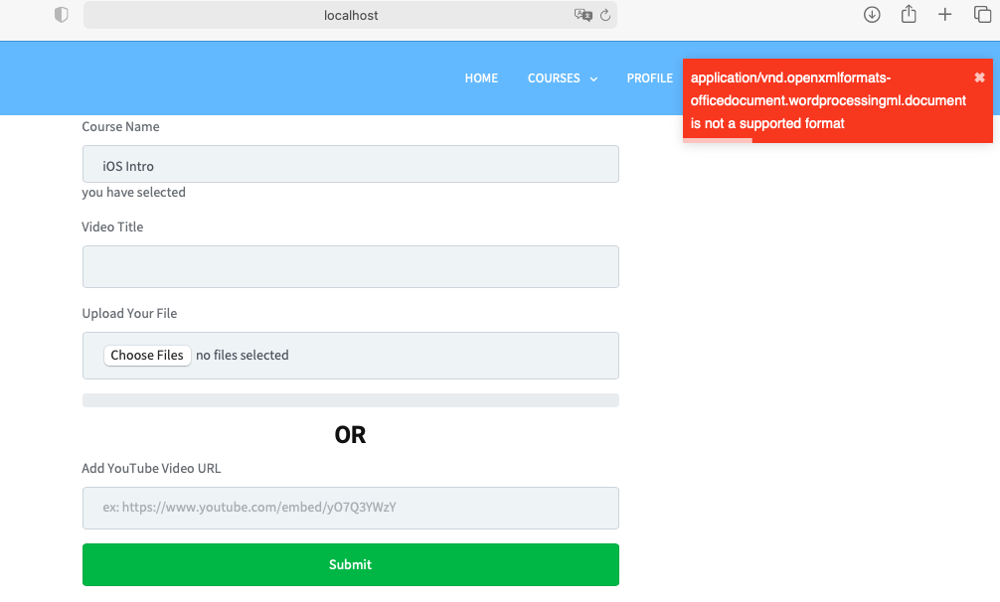 localhost
HOME COURSES PROFILE
application/vnd.openxmlformats-
officedocument.wordprocessingml.document
is not a supported format
Course Name
iOS Intro
you have selected
Video Title
Upload Your File
Choose Files no files selected
OR
Add YouTube Video URL
ex: https://www.youtube.com/embed/yO7Q3YWzY
Submit